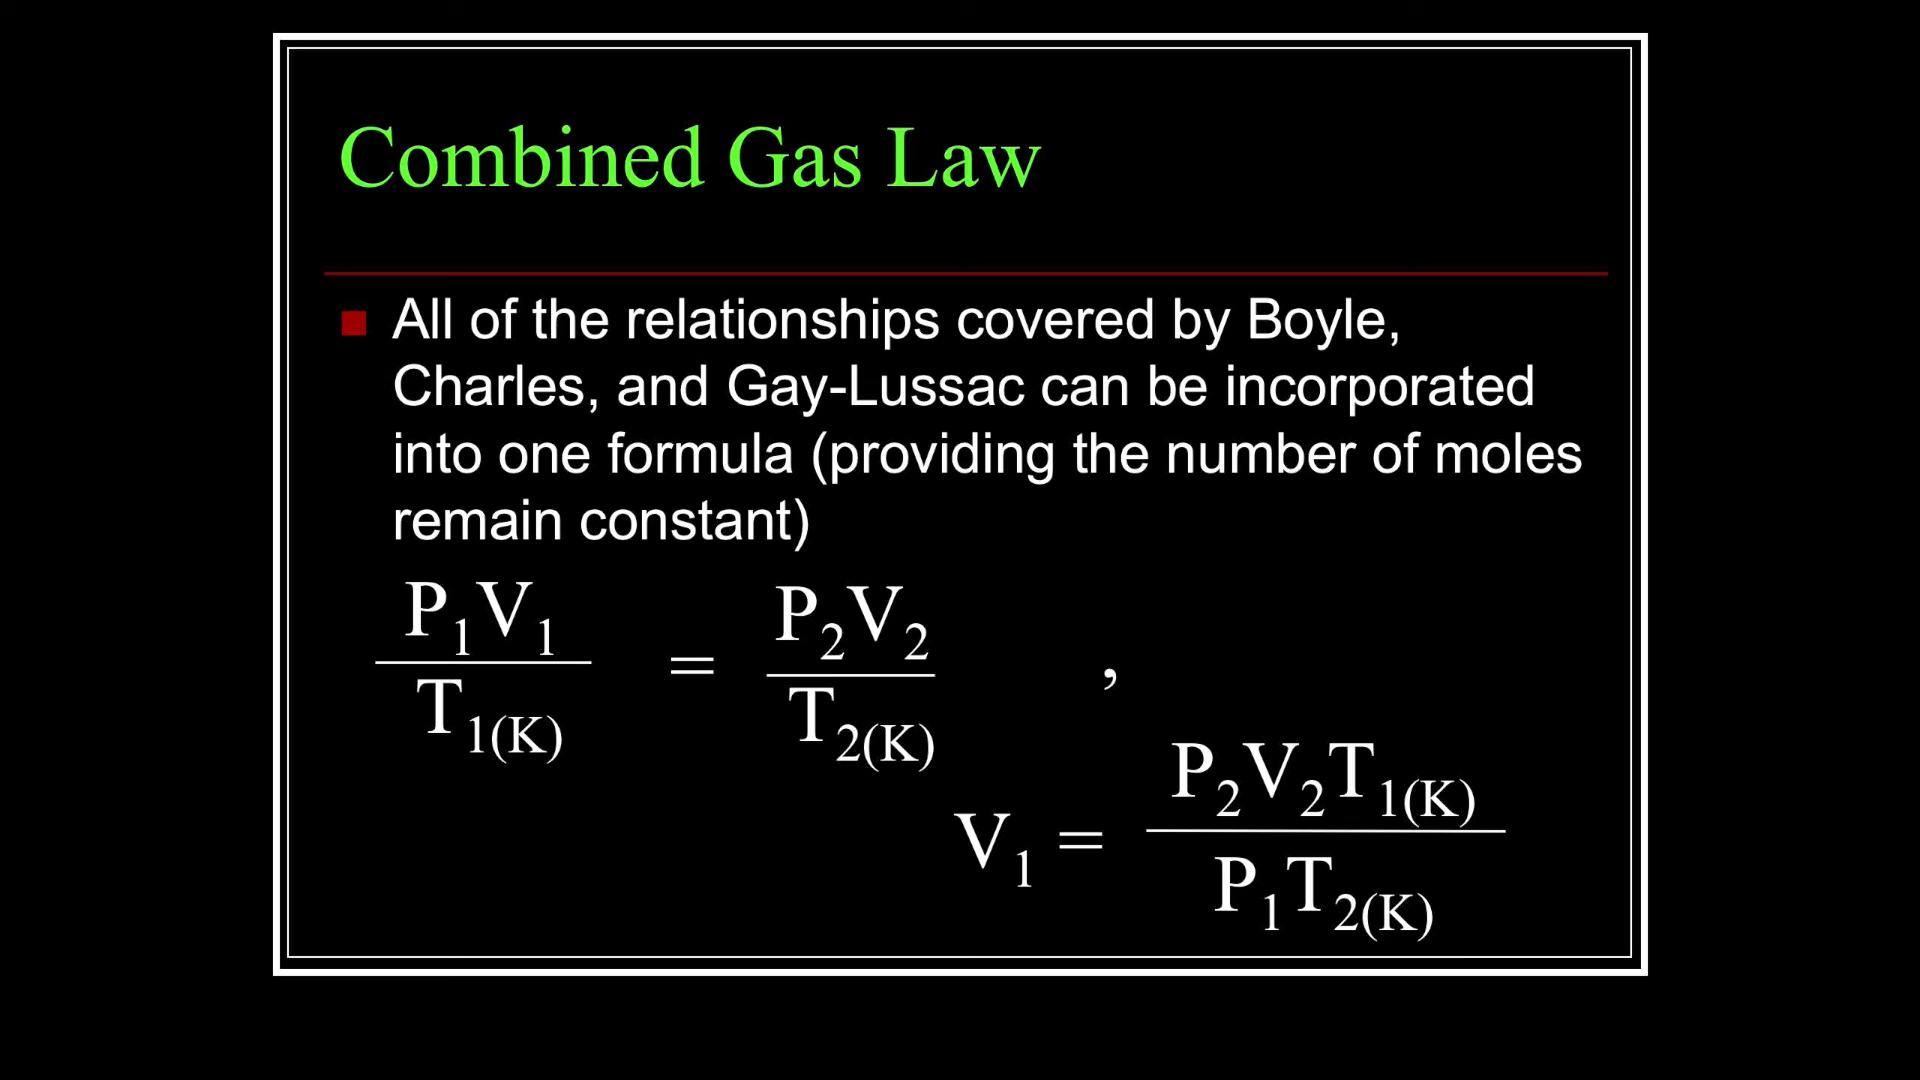 Combined Gas Law
■ All of the relationships covered by Boyle,
Charles, and Gay-Lussac can be incorporated
into one formula (providing the number of moles
remain constant)
P₁V₁ / T₁(K) = P₂V₂ / T₂(K) ,
V₁ = P₂V₂T₁(K) / P₁T₂(K)